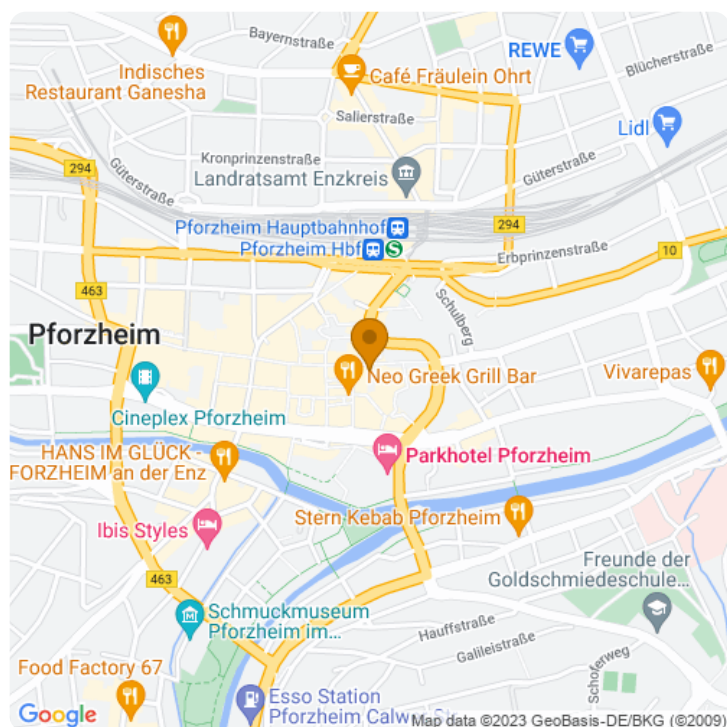 Bayernstraße
Indisches
Restaurant Ganesha
Café Fräulein Ohrt
REWE
Blücherstraße
Salierstraße
Lidl
294
Güterstraße
Kronprinzenstraße
Landratsamt Enzkreis
Güterstraße
Pforzheim Hauptbahnhof
294
Pforzheim Hbf
S
Erbprinzenstraße
10
463
Schulberg
Pforzheim
Neo Greek Grill Bar
Vivarepas
Cineplex Pforzheim
HANS IM GLÜCK -
FORZHEIM an der Enz
Parkhotel Pforzheim
Stern Kebab Pforzheim
Ibis Styles
Freunde der
Goldschmiedeschule...
463
Schmuckmuseum
Pforzheim im...
Hauffstraße
Galileistraße
Schoferweg
Food Factory 67
Esso Station
Google
Pforzheim Calwer
Map data ©2023 GeoBasis-DE/BKG (©2009)